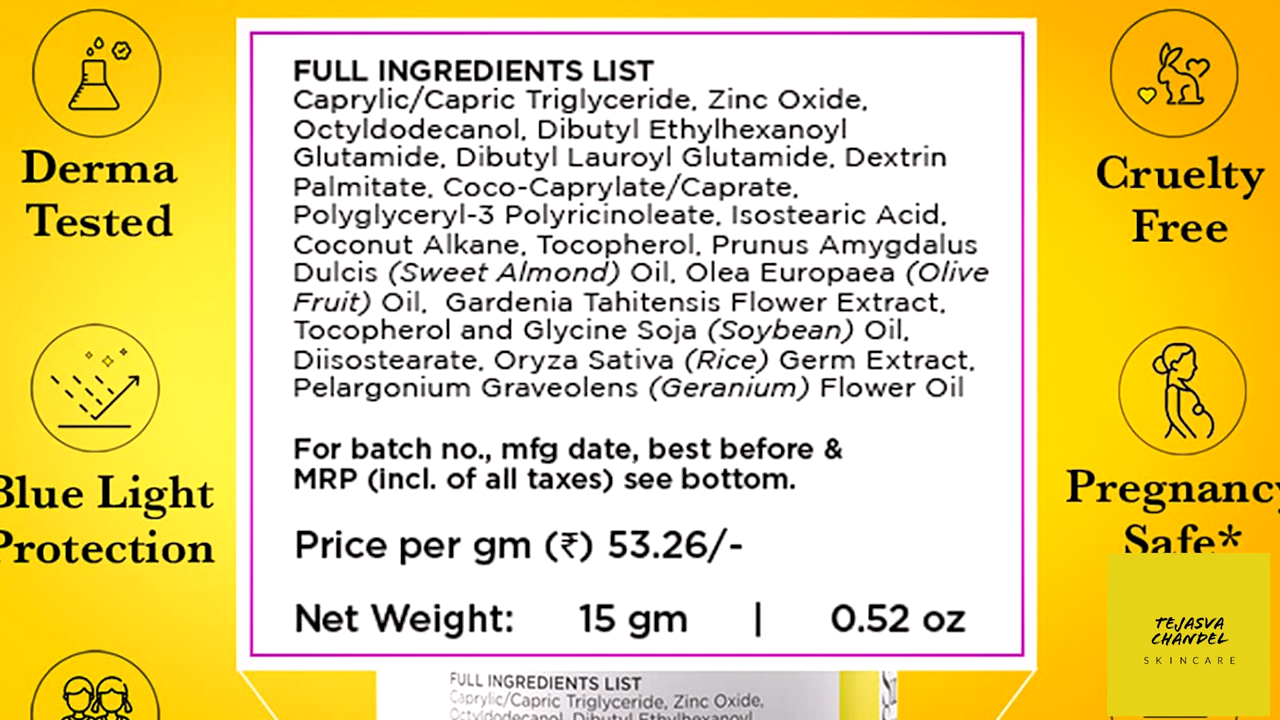 Derma
Tested
Blue Light
Protection
FULL INGREDIENTS LIST
Caprylic/Capric Triglyceride, Zinc Oxide,
Octyldodecanol, Dibutyl Ethylhexanoyl
Glutamide, Dibutyl Lauroyl Glutamide, Dextrin
Palmitate, Coco-Caprylate/Caprate,
Polyglyceryl-3 Polyricinoleate, Isostearic Acid,
Coconut Alkane, Tocopherol, Prunus Amygdalus
Dulcis (Sweet Almond) Oil, Olea Europaea (Olive
Fruit) Oil, Gardenia Tahitensis Flower Extract,
Tocopherol and Glycine Soja (Soybean) Oil,
Diisostearate, Oryza Sativa (Rice) Germ Extract,
Pelargonium Graveolens (Geranium) Flower Oil
For batch no., mfg date, best before &
MRP (incl. of all taxes) see bottom.
Price per gm (₹) 53.26/-
Net Weight: 15 gm | 0.52 oz
FULL INGREDIENTS LIST
Caprylic/Capric Triglyceride, Zinc Oxide,
Octyldodecanol, Dibutyl Ethylhexanoyl
Cruelty
Free
Pregnancy
Safe*
TEJASVA
CHANDEL
SKINCARE